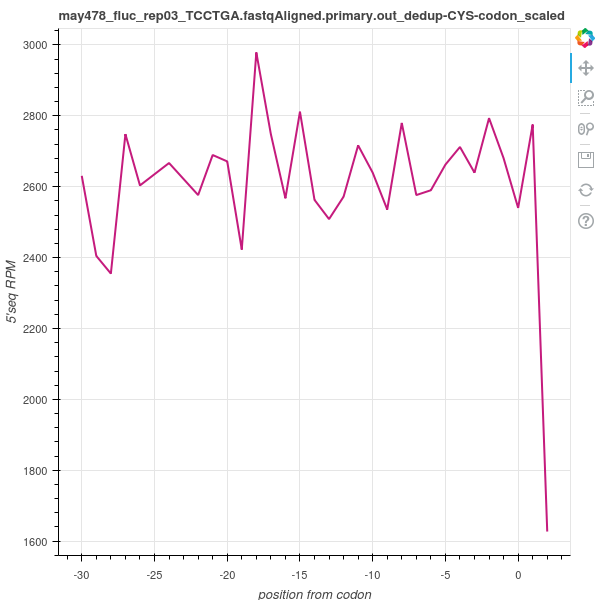 may478_fluc_rep03_TCCTGA.fastqAligned.primary.out_dedup-CYS-codon_scaled
3000
2800
2600
2400
2200
2000
1800
1600
5'seq RPM
-30 -25 -20 -15 -10 -5 0
position from codon